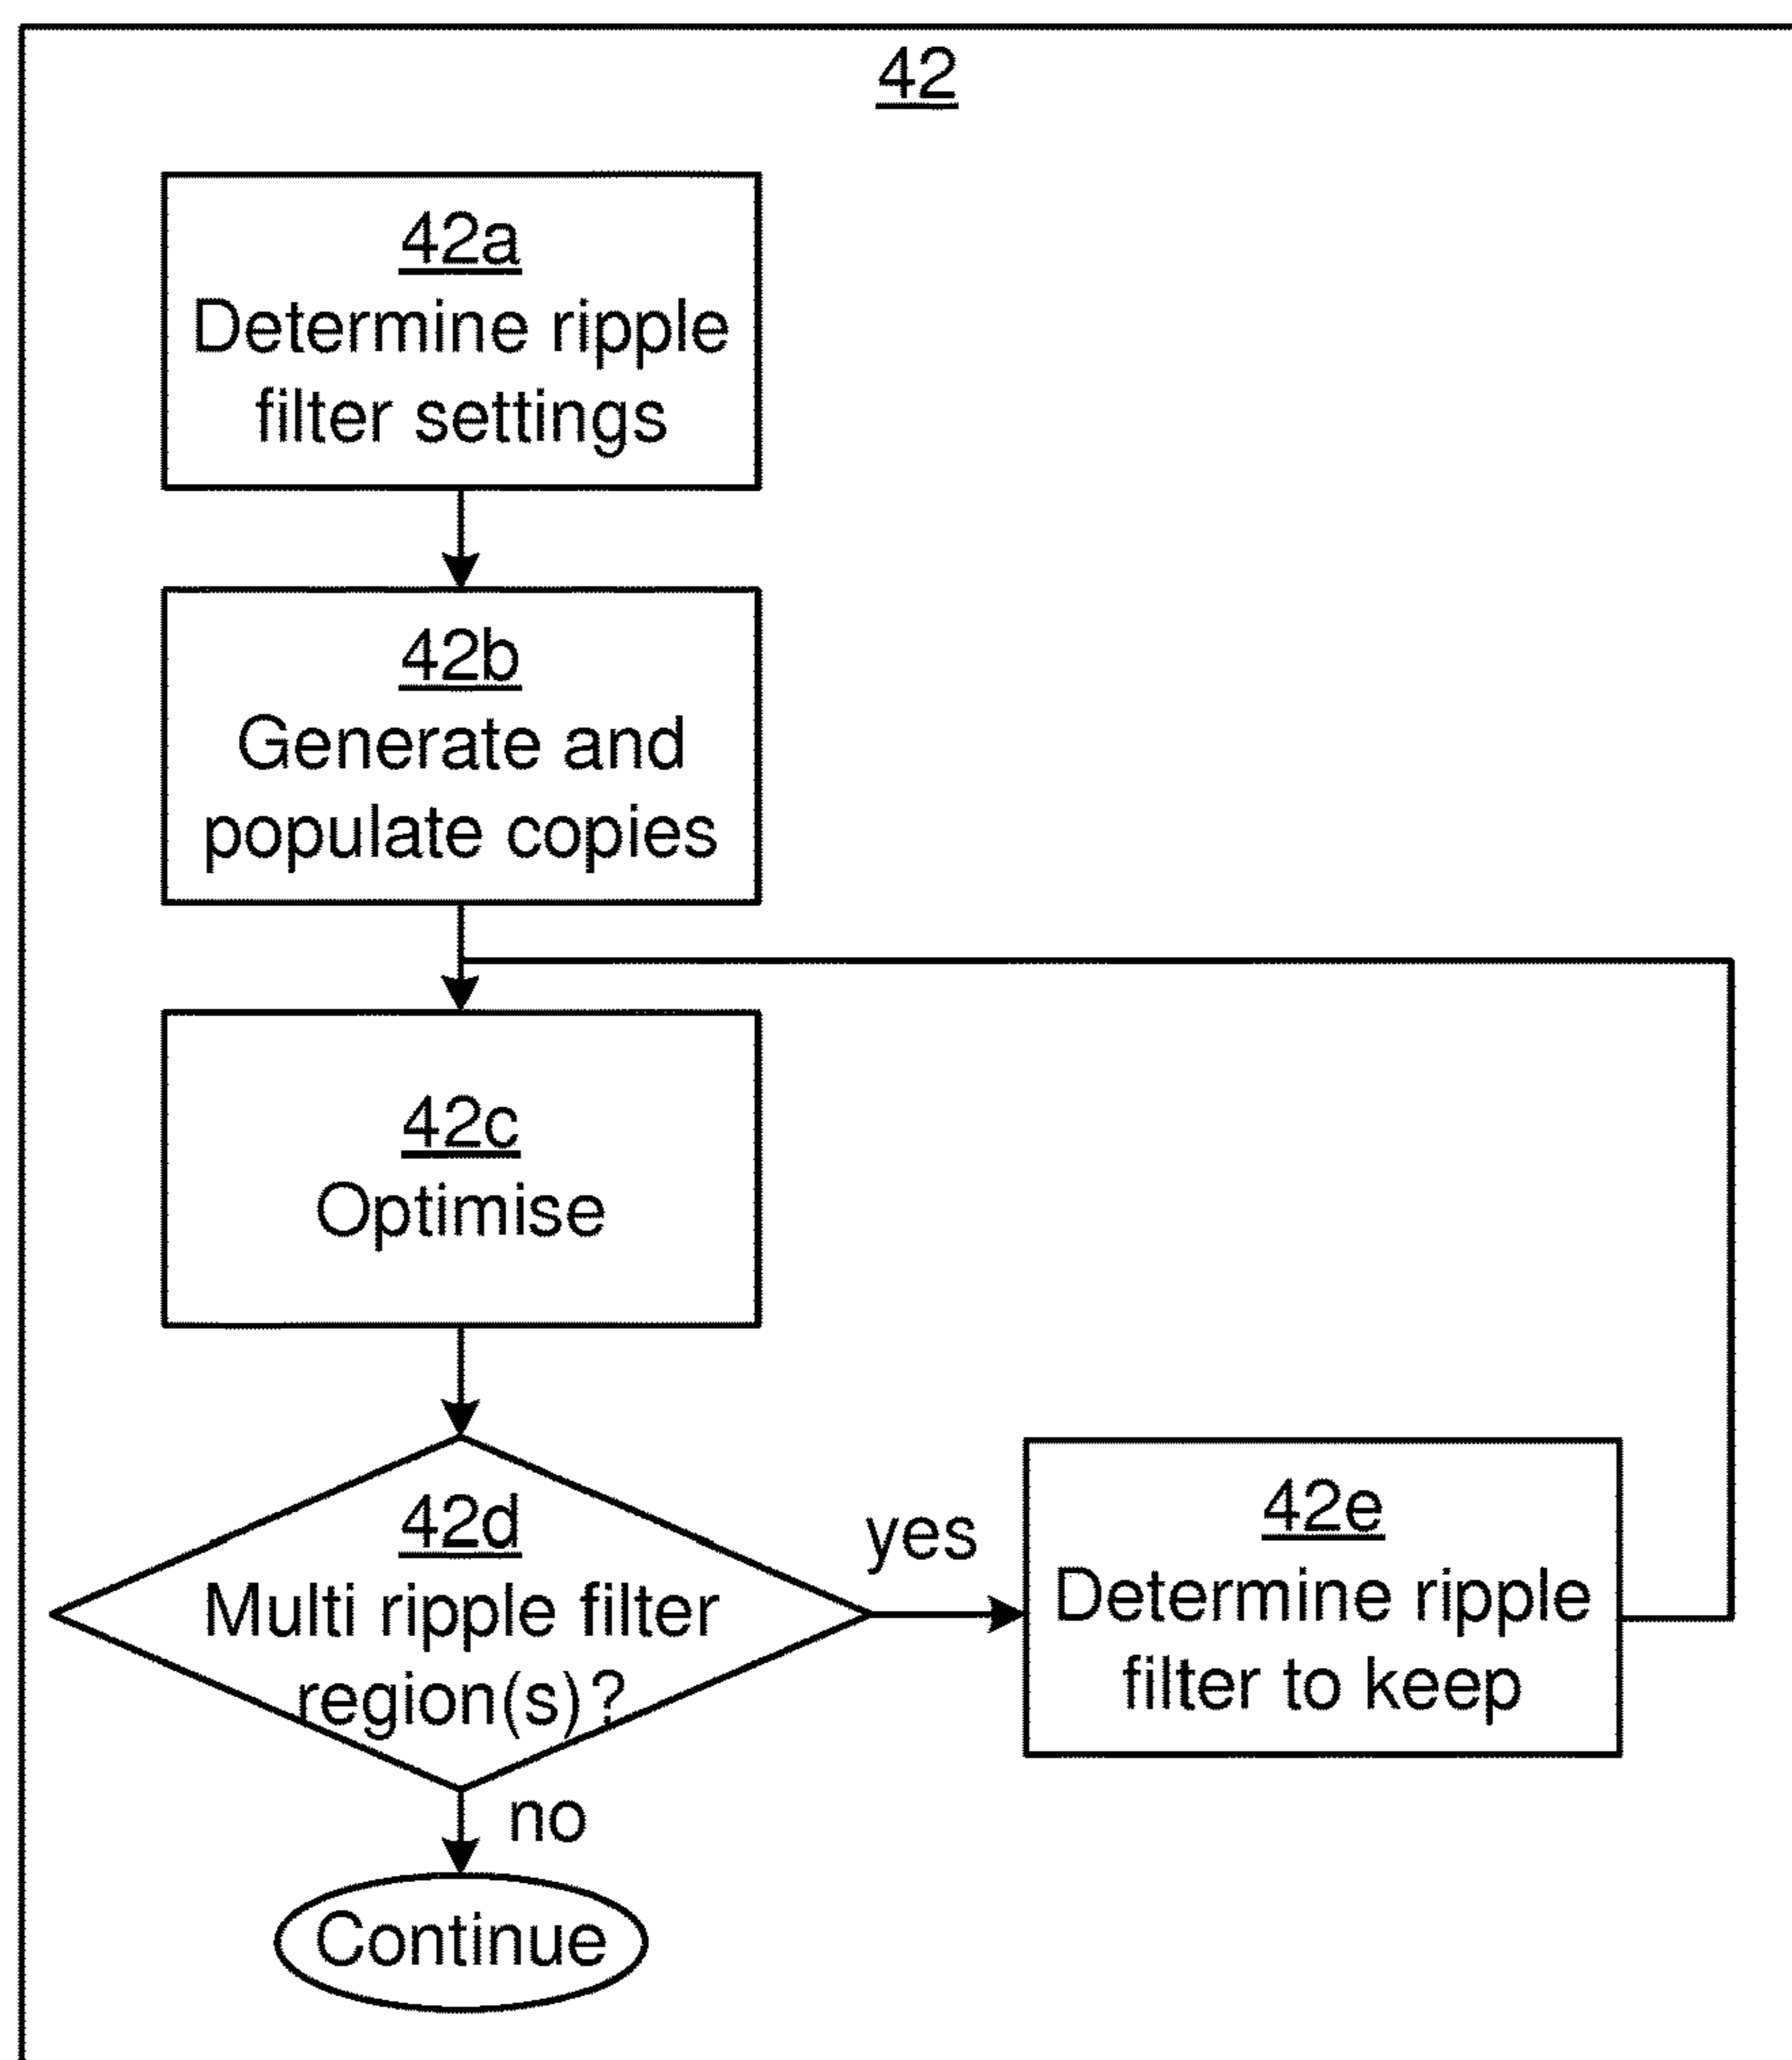 42
42a
Determine ripple
filter settings
42b
Generate and
populate copies
42c
Optimise
42d
Multi ripple filter
region(s)?
yes
42e
Determine ripple
filter to keep
no
Continue